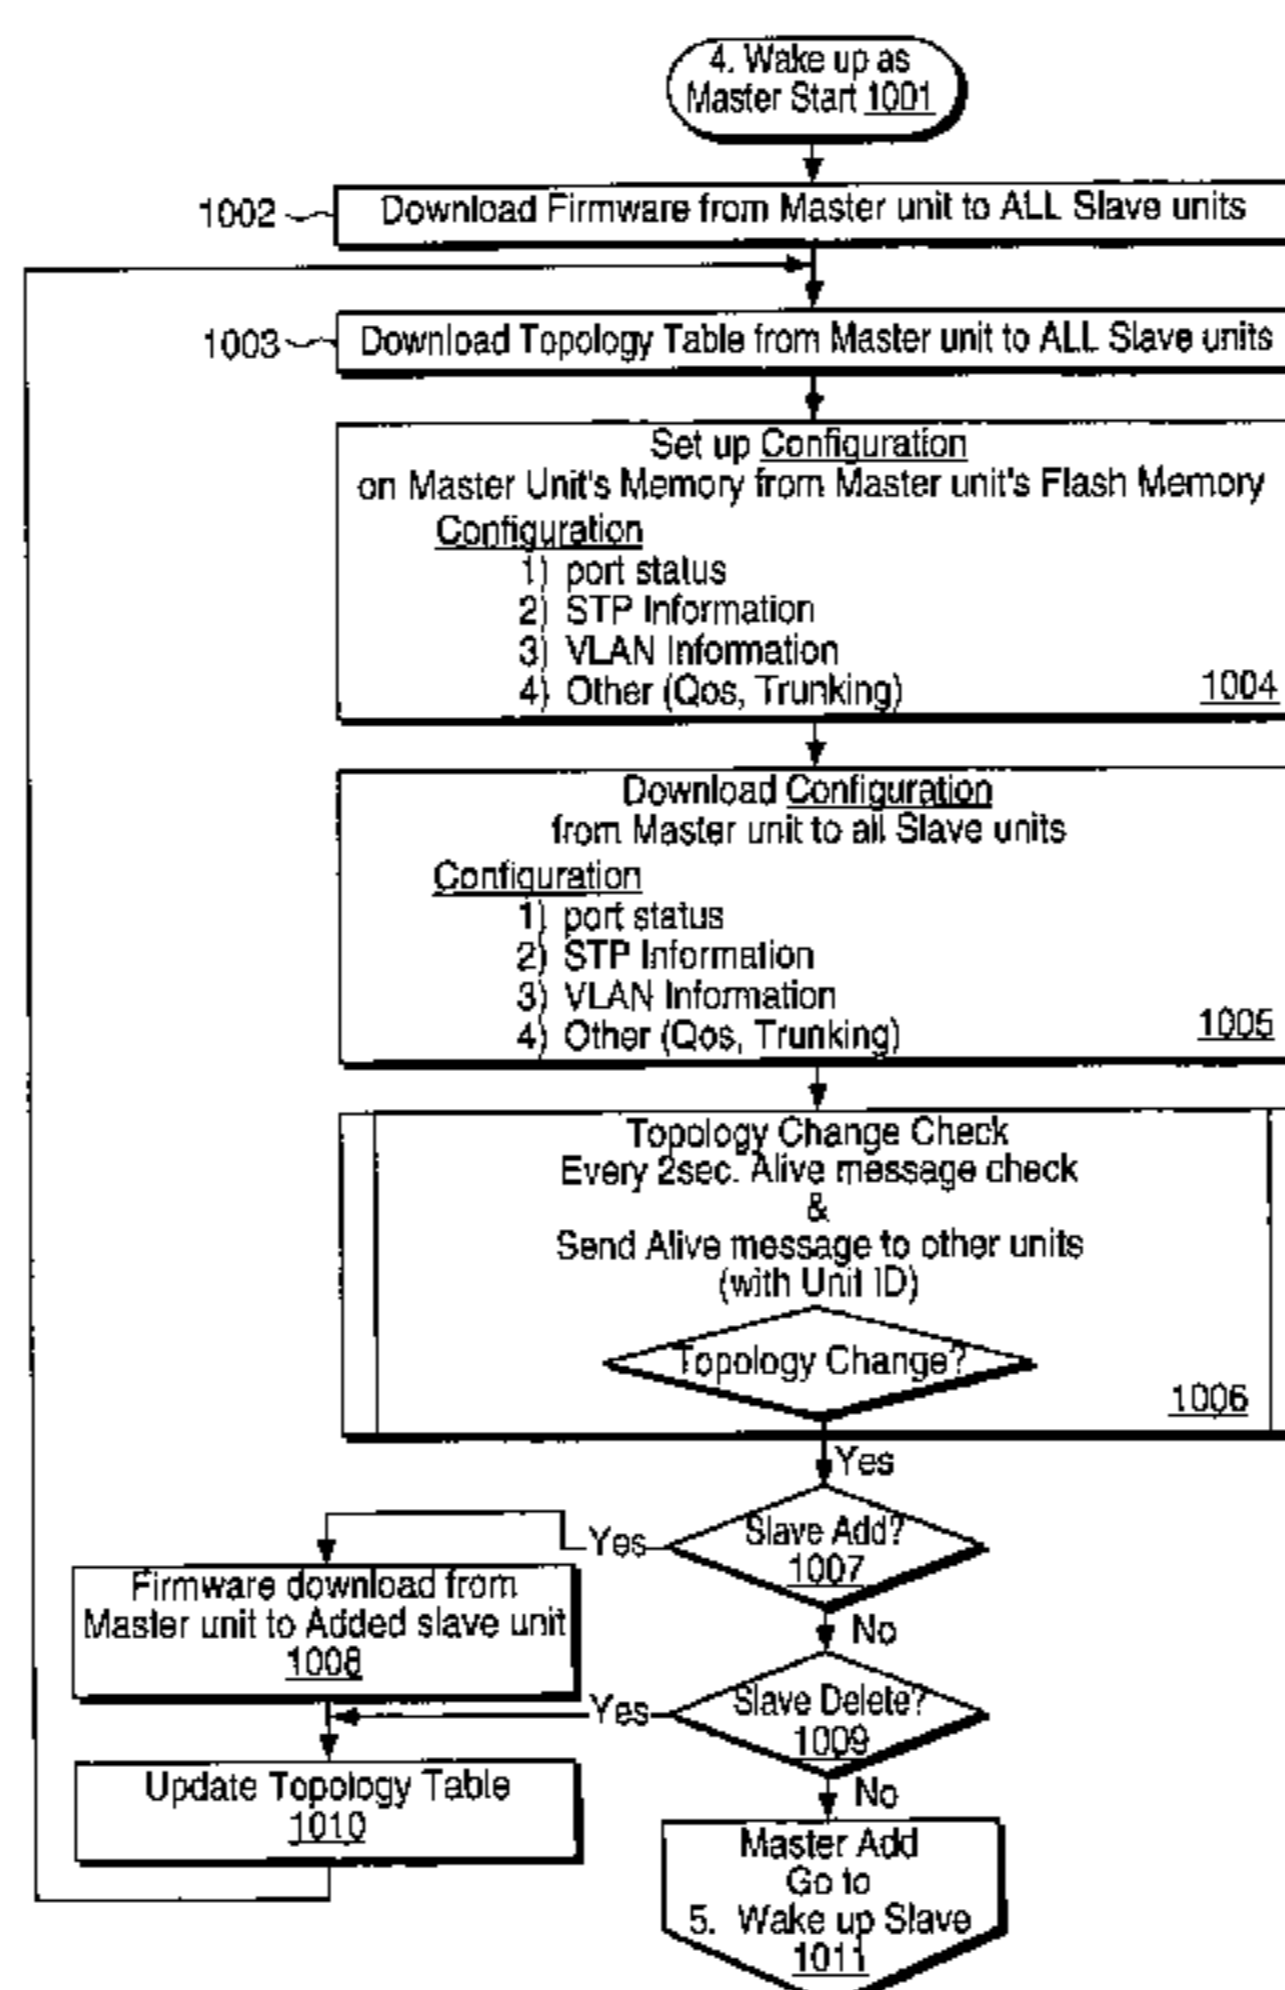 4. Wake up as
Master Start 1001
1002
Download Firmware from Master unit to ALL Slave units
1003
Download Topology Table from Master unit to ALL Slave units
Set up Configuration
on Master Unit's Memory from Master unit's Flash Memory
Configuration
1) port status
2) STP Information
3) VLAN Information
4) Other (Qos, Trunking)
1004
Download Configuration
from Master unit to all Slave units
Configuration
1) port status
2) STP Information
3) VLAN Information
4) Other (Qos, Trunking)
1005
Topology Change Check
Every 2sec. Alive message check
&
Send Alive message to other units
(with Unit ID)
Topology Change?
1006
Yes
Slave Add?
1007
Yes
No
Firmware download from
Master unit to Added slave unit
1008
Slave Delete?
1009
Yes
No
Update Topology Table
1010
Master Add
Go to
5. Wake up Slave
1011